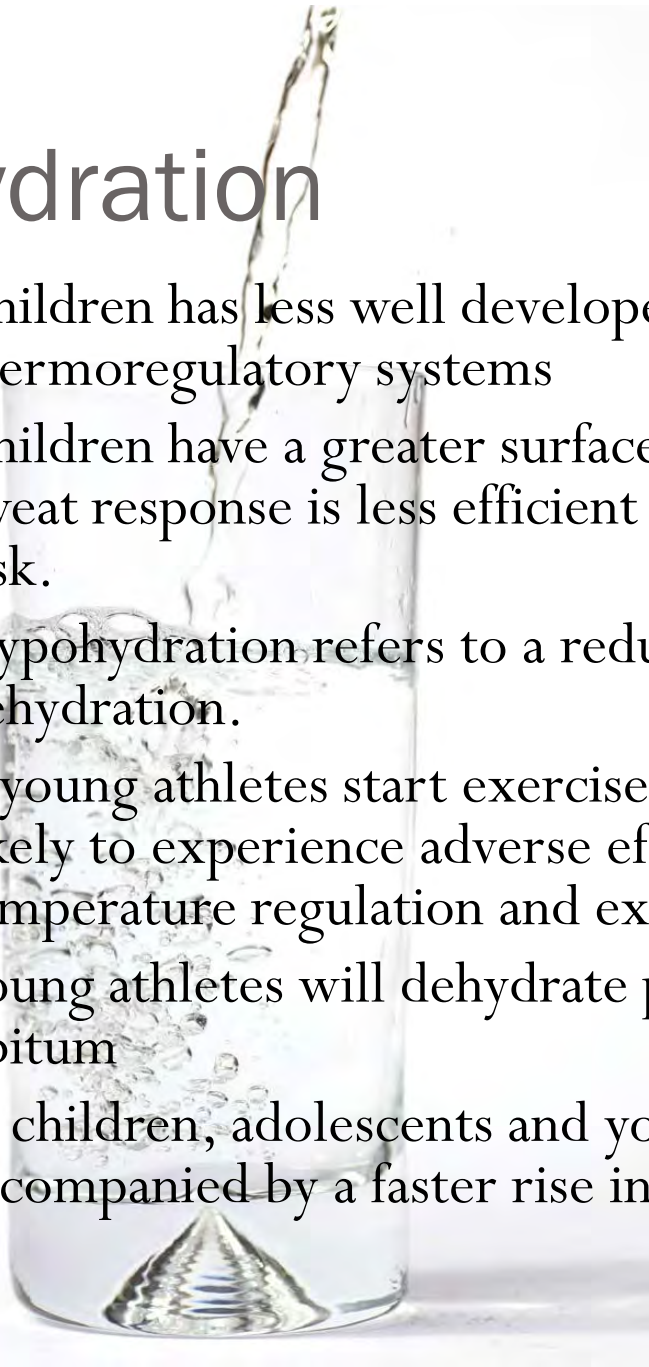 ydration
hildren has less well develope
ermoregulatory systems
hildren have a greater surface
veat response is less efficient
sk.
ypohydration refers to a redu
ehydration.
young athletes start exercise
kely to experience adverse ef
mperature regulation and ex
oung athletes will dehydrate p
bitum
children, adolescents and yo
companied by a faster rise in